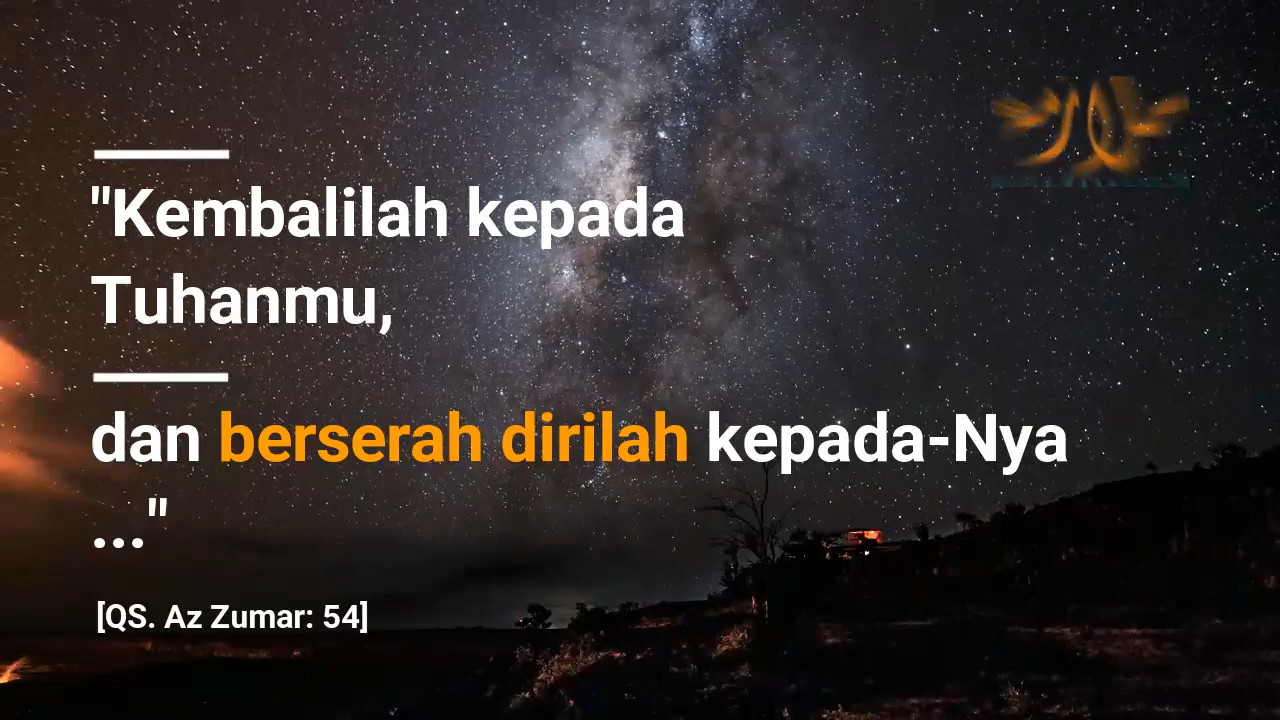 "Kembalilah kepada
Tuhanmu,
dan berserah dirilah kepada-Nya
..."
[QS. Az Zumar: 54]